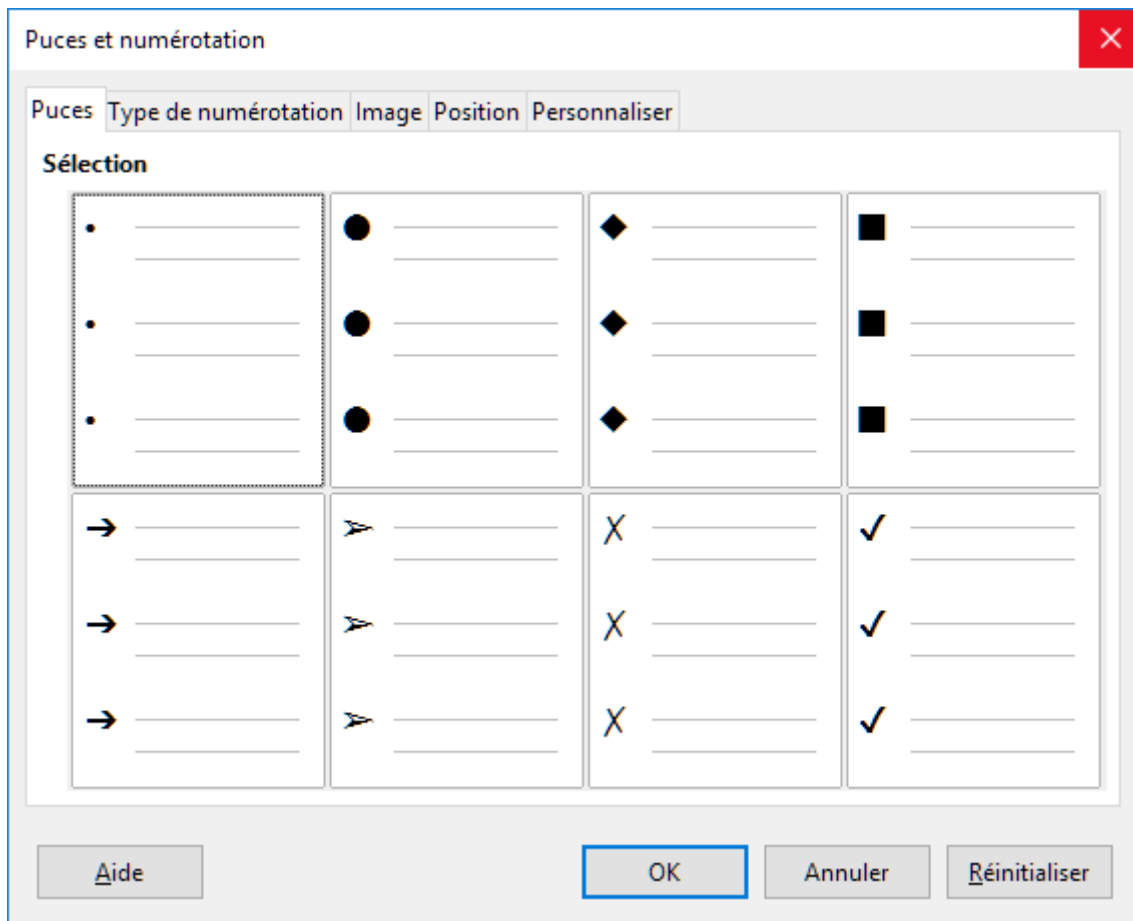 Puces et numérotation
Puces Type de numérotation Image Position Personnaliser
Sélection
Aide OK Annuler Réinitialiser